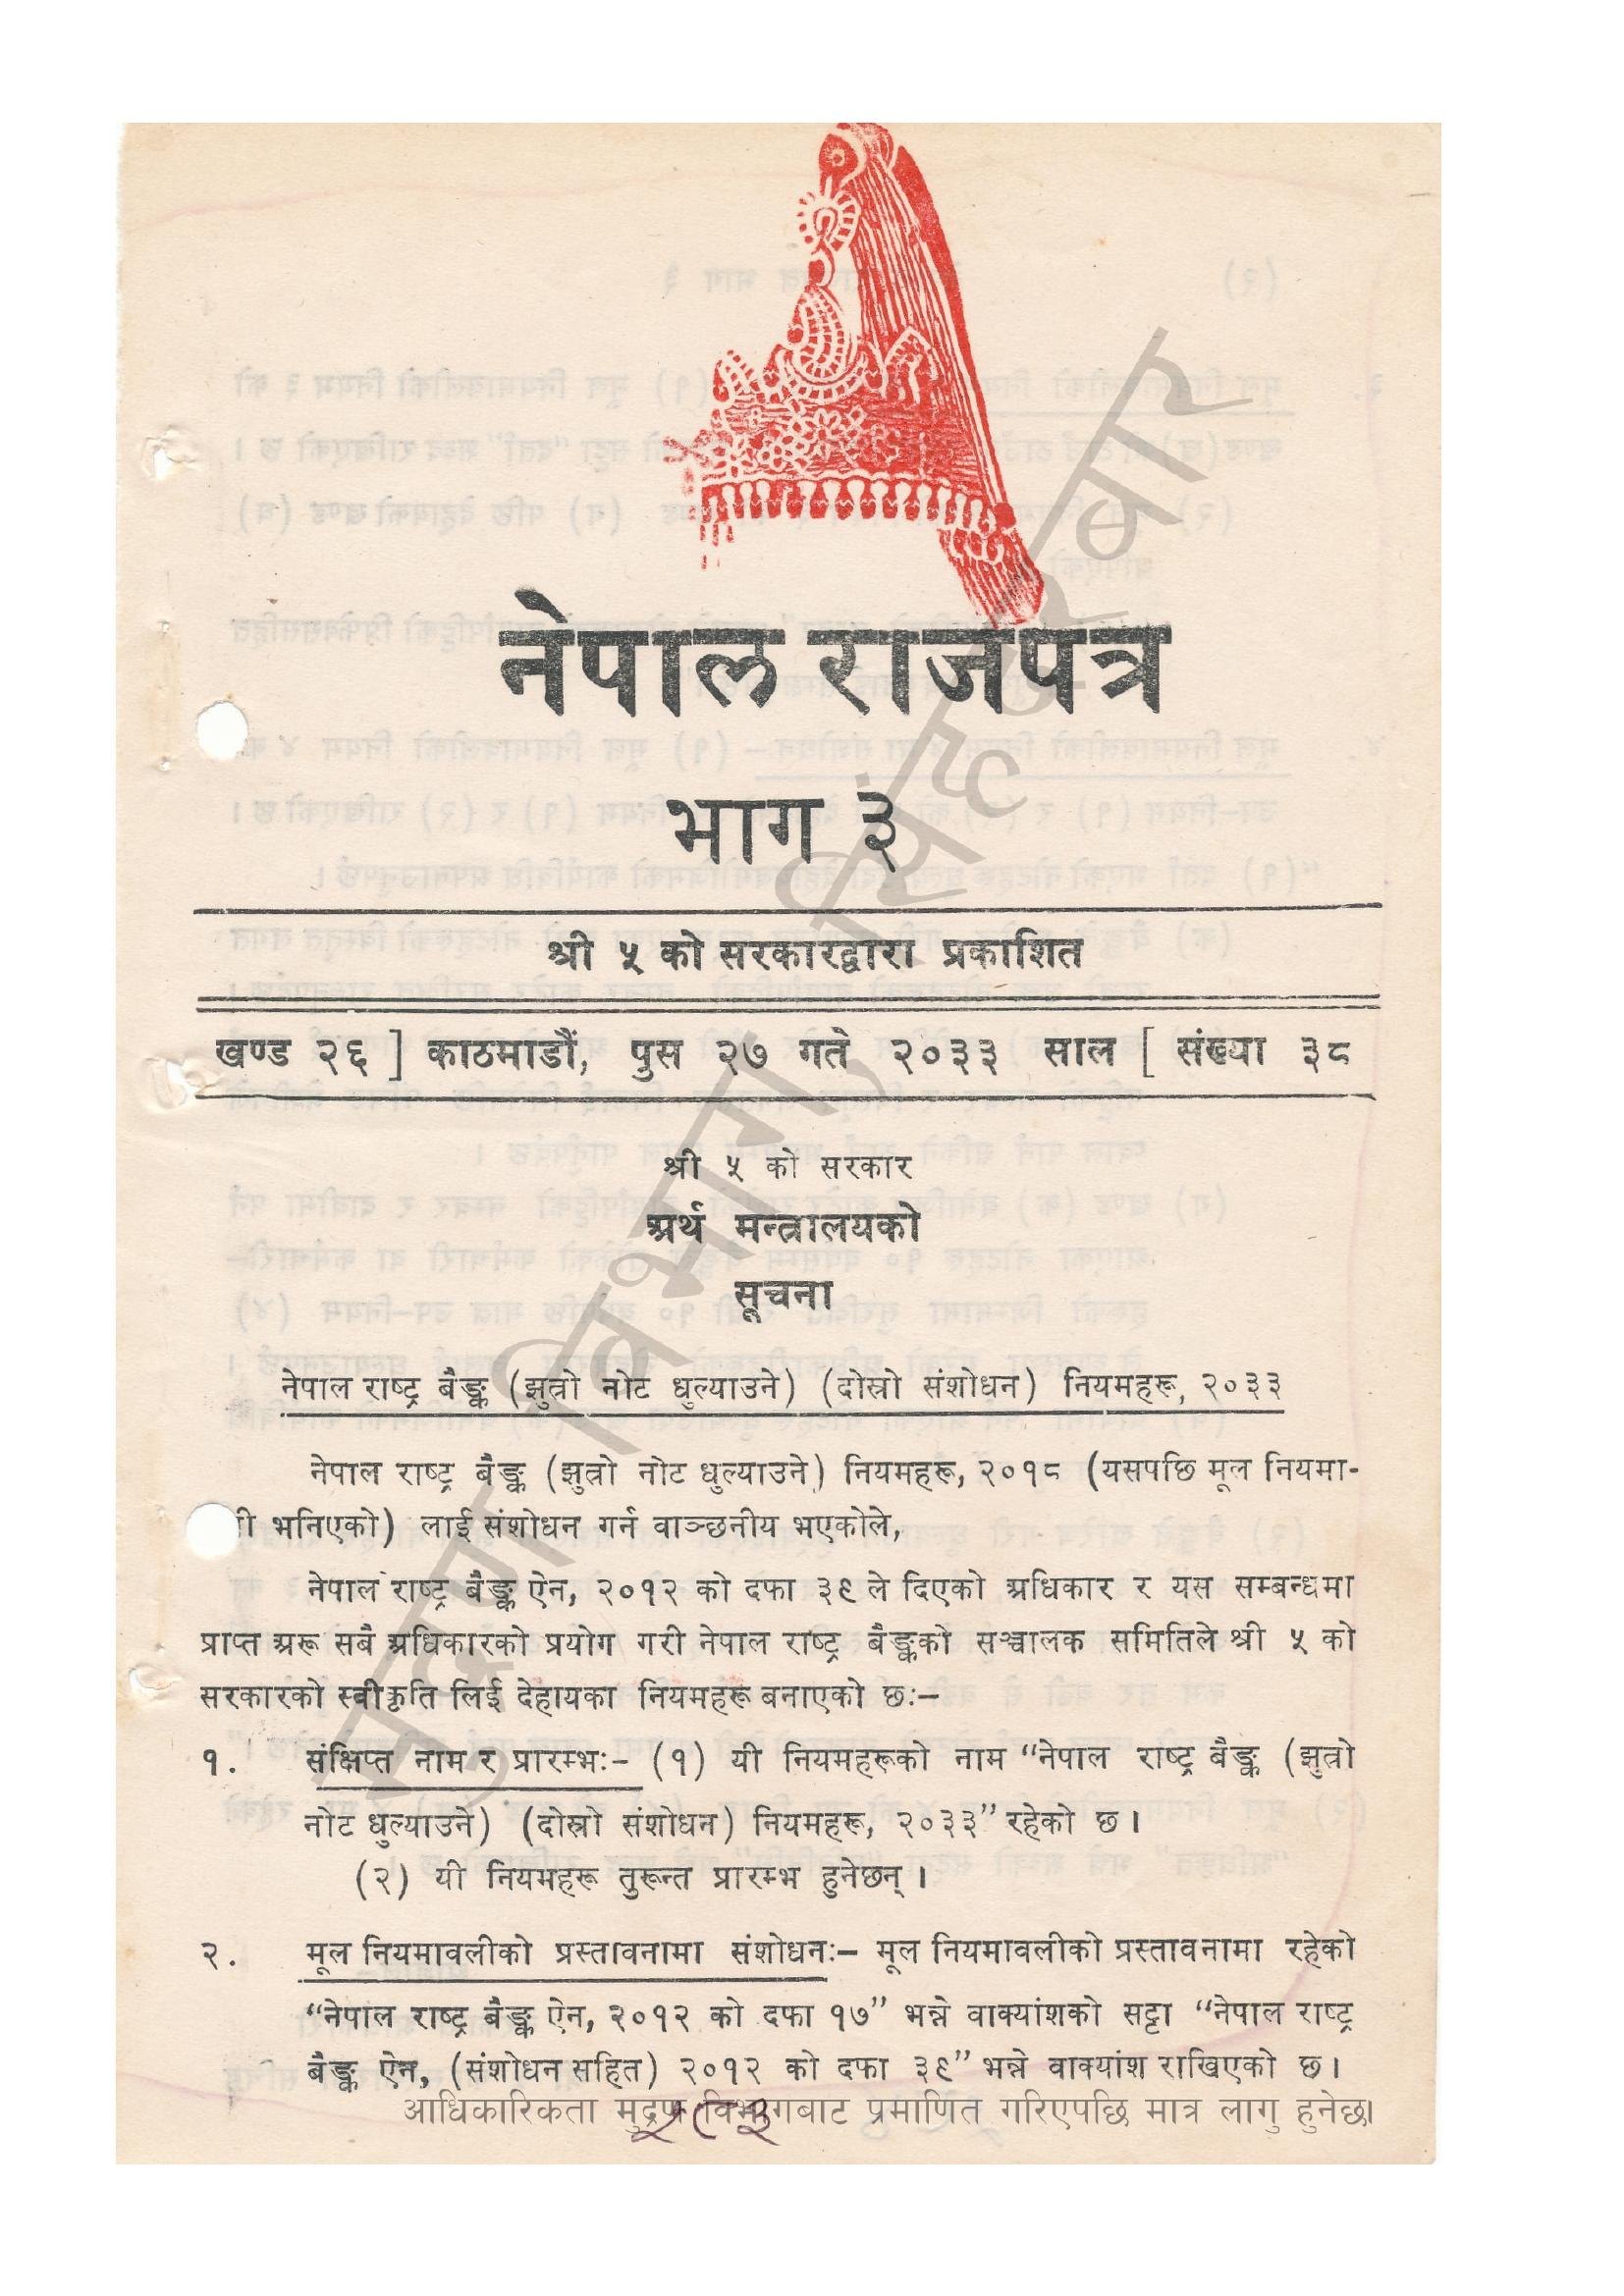 नेपाल राजपत्र
भाग ३
श्री ५ को सरकारद्वारा प्रकाशित
खण्ड २६ ] काठमाडौं, पुस २७ गते २०३३ साल [ संख्या ३८
श्री ५ को सरकार
अर्थ मन्त्रालयको
सूचना
नेपाल राष्ट्र बैङ्क (झुत्रो नोट धुल्याउने) (दोस्रो संशोधन) नियमहरू, २०३३
नेपाल राष्ट्र बैङ्क (झुत्रो नोट धुल्याउने) नियमहरू, २०१८ (यसपछि मूल नियमा-
भनिएको) लाई संशोधन गर्न वाञ्छनीय भएकोले,
नेपाल राष्ट्र बैङ्क ऐन, २०१२ को दफा ३९ ले दिएको अधिकार र यस सम्बन्धमा
प्राप्त अरू सबै अधिकारको प्रयोग गरी नेपाल राष्ट्र बैङ्कको सञ्चालक समितिले श्री ५ को
सरकारको स्वीकृति लिई देहायका नियमहरू बनाएको छः–
१. संक्षिप्त नाम र प्रारम्भः– (१) यी नियमहरूको नाम “नेपाल राष्ट्र बैङ्क (झुत्रो
नोट धुल्याउने) (दोस्रो संशोधन) नियमहरू, २०३३” रहेको छ ।
(२) यी नियमहरू तुरून्त प्रारम्भ हुनेछन् ।
२. मूल नियमावलीको प्रस्तावनामा संशोधनः– मूल नियमावलीको प्रस्तावनामा रहेको
“नेपाल राष्ट्र बैङ्क ऐन, २०१२ को दफा १७” भन्ने वाक्यांशको सट्टा “नेपाल राष्ट्र
बैङ्क ऐन, (संशोधन सहित) २०१२ को दफा ३९” भन्ने वाक्यांश राखिएको छ ।
आधिकारिकता मुद्रण विभागबाट प्रमाणित गरिएपछि मात्र लागु हुनेछ।
मुद्रण विभाग, सिंहदरबार